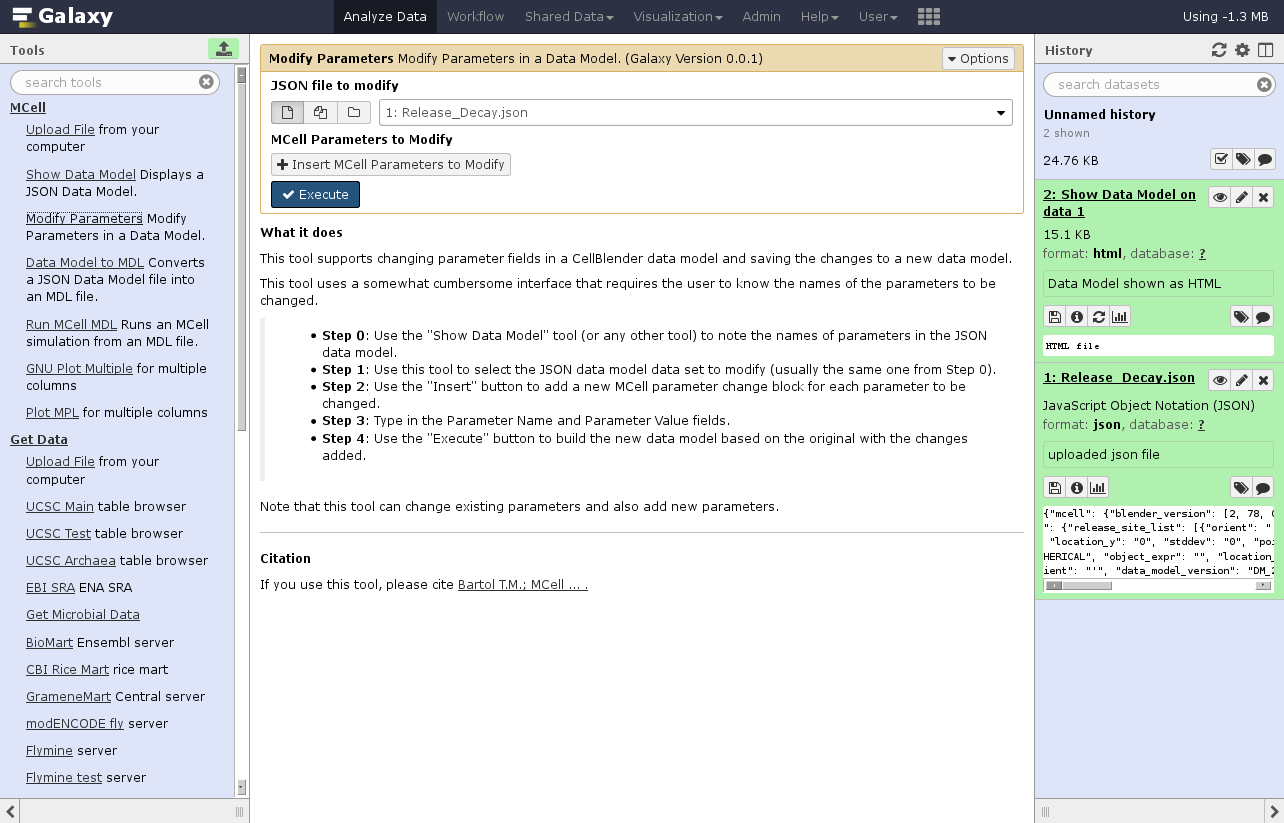 Galaxy
Analyze Data
Workflow
Shared Data
Visualization
Admin
Help
User
Using -1.3 MB
Tools
search tools
MCell
Upload File from your
computer
Show Data Model Displays a
JSON Data Model.
Modify Parameters Modify
Parameters in a Data Model.
Data Model to MDL Converts
a JSON Data Model file into
an MDL file.
Run MCell MDL Runs an MCell
simulation from an MDL file.
GNU Plot Multiple for multiple
columns
Plot MPL for multiple columns
Get Data
Upload File from your
computer
UCSC Main table browser
UCSC Test table browser
UCSC Archaea table browser
EBI SRA ENA SRA
Get Microbial Data
BioMart Ensembl server
CBI Rice Mart rice mart
GrameneMart Central server
modENCODE fly server
Flymine server
Flymine test server
Modify Parameters Modify Parameters in a Data Model. (Galaxy Version 0.0.1)
Options
JSON file to modify
1: Release_Decay.json
MCell Parameters to Modify
Insert MCell Parameters to Modify
Execute
What it does
This tool supports changing parameter fields in a CellBlender data model and saving the changes to a new data model.
This tool uses a somewhat cumbersome interface that requires the user to know the names of the parameters to be
changed.
• Step 0: Use the "Show Data Model" tool (or any other tool) to note the names of parameters in the JSON
data model.
• Step 1: Use this tool to select the JSON data model data set to modify (usually the same one from Step 0).
• Step 2: Use the "Insert" button to add a new MCell parameter change block for each parameter to be
changed.
• Step 3: Type in the Parameter Name and Parameter Value fields.
• Step 4: Use the "Execute" button to build the new data model based on the original with the changes
added.
Note that this tool can change existing parameters and also add new parameters.
Citation
If you use this tool, please cite Bartol T.M.; MCell ... .
History
search datasets
Unnamed history
2 shown
24.76 KB
2: Show Data Model on
data 1
15.1 KB
format: html, database: ?
Data Model shown as HTML
HTML file
1: Release_Decay.json
JavaScript Object Notation (JSON)
format: json, database: ?
uploaded json file
{"mcell": {"blender_version": [2, 78,
": {"release_site_list": [{"orient": "
"location_y": "0", "stddev": "0",
HERICAL", "object_expr": "",
ient": "'", "data_model_version":